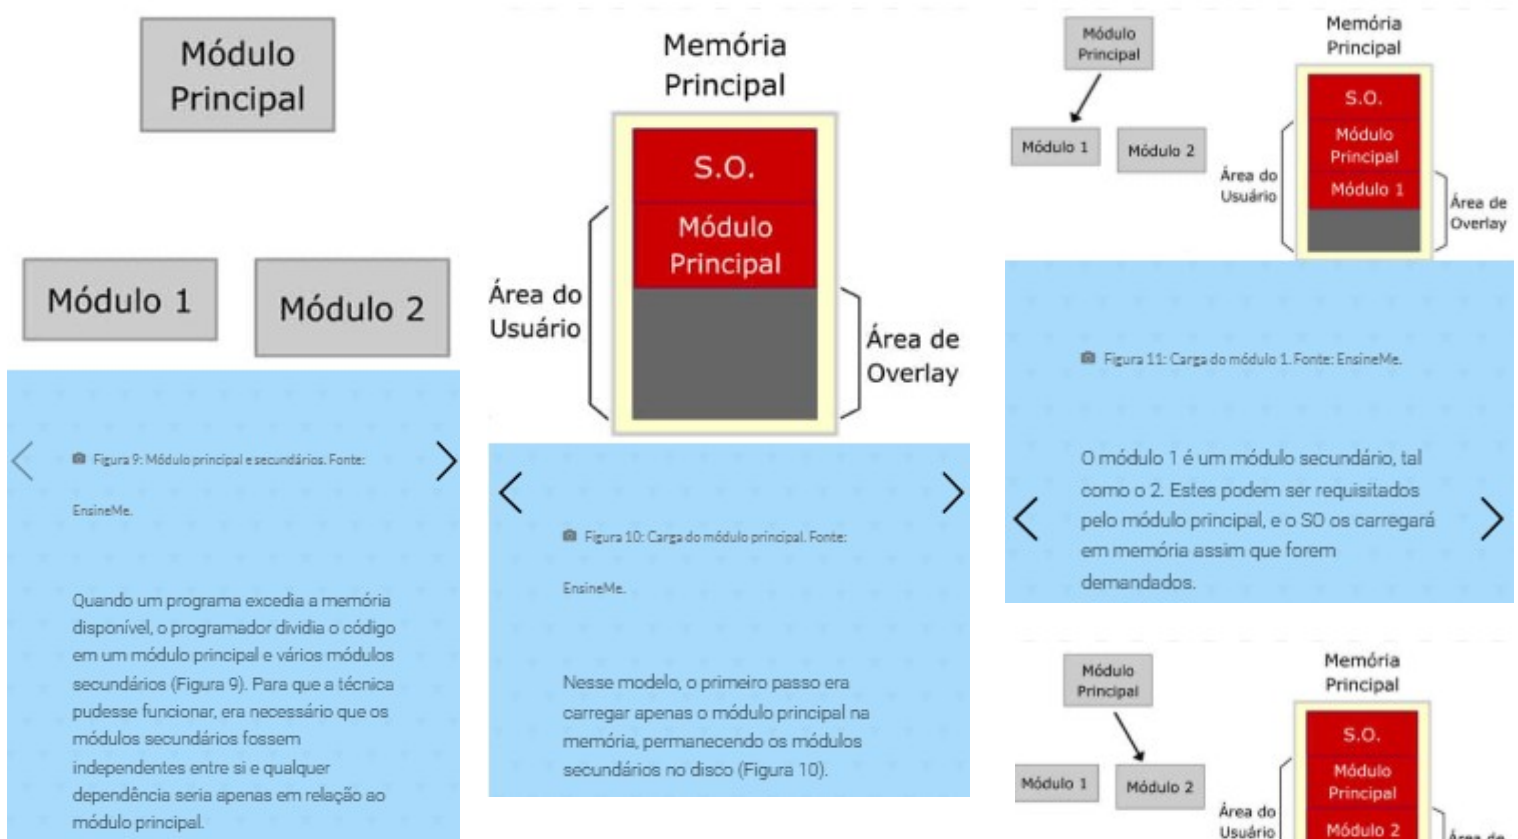 Módulo
Principal
Módulo 1
Módulo 2
Figura 9: Módulo principal e secundários. Fonte:
EnsineMe.
Quando um programa excedia a memória
disponível, o programador dividia o código
em um módulo principal e vários módulos
secundários (Figura 9). Para que a técnica
pudesse funcionar, era necessário que os
módulos secundários fossem
independentes entre si e qualquer
dependência seria apenas em relação ao
módulo principal.
Memória
Principal
S.O.
Módulo
Principal
Área do
Usuário
Área de
Overlay
Figura 10: Carga do módulo principal. Fonte:
EnsineMe.
Nesse modelo, o primeiro passo era
carregar apenas o módulo principal na
memória, permanecendo os módulos
secundários no disco (Figura 10).
Módulo
Principal
Módulo 1
Módulo 2
Memória
Principal
S.O.
Módulo
Principal
Módulo 1
Área do
Usuário
Área de
Overlay
Figura 11: Carga do módulo 1. Fonte: EnsineMe.
O módulo 1 é um módulo secundário, tal
como o 2. Estes podem ser requisitados
pelo módulo principal, e o SO os carregará
em memória assim que forem
demandados.
Módulo
Principal
Módulo 1
Módulo 2
Memória
Principal
S.O.
Módulo
Principal
Módulo 2
Área do
Usuário
Área de